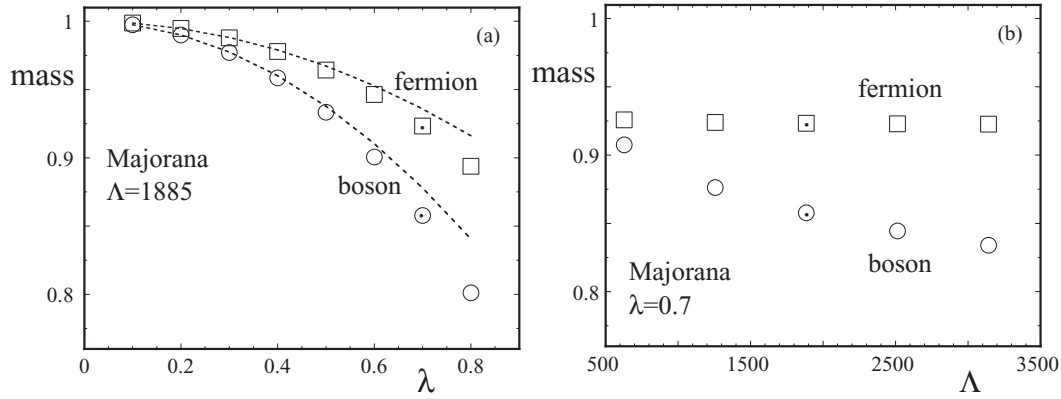 1
(a)
mass
fermion
0.9
Majorana
Λ=1885
boson
0.8
0
0.2
0.4
0.6
0.8
λ
1
(b)
mass
fermion
0.9
boson
Majorana
λ=0.7
0.8
500
1500
2500
3500
Λ